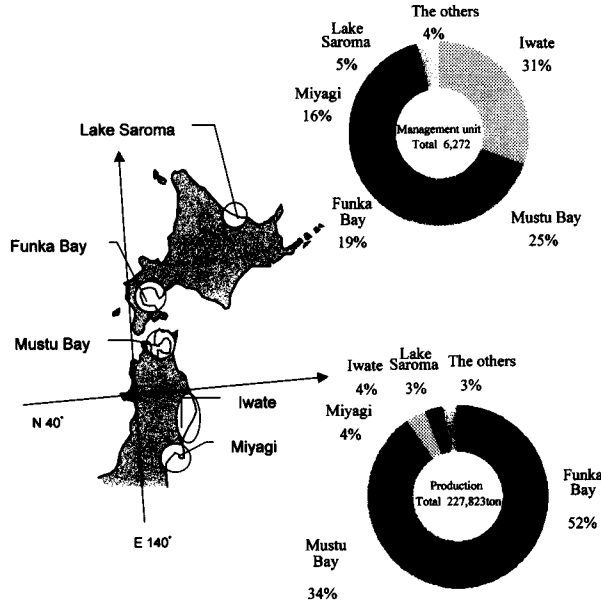 The others
4%
Lake
Saroma
5%
Iwate
31%
Miyagi
16%
Management unit
Total 6,272
Funka
Bay
19%
Mustu Bay
25%
Lake Saroma
Funka Bay
Mustu Bay
Iwate
Miyagi
N 40°
E 140°
Iwate
4%
Lake
Saroma
3%
The others
3%
Miyagi
4%
Production
Total 227,823ton
Funka
Bay
52%
Mustu
Bay
34%